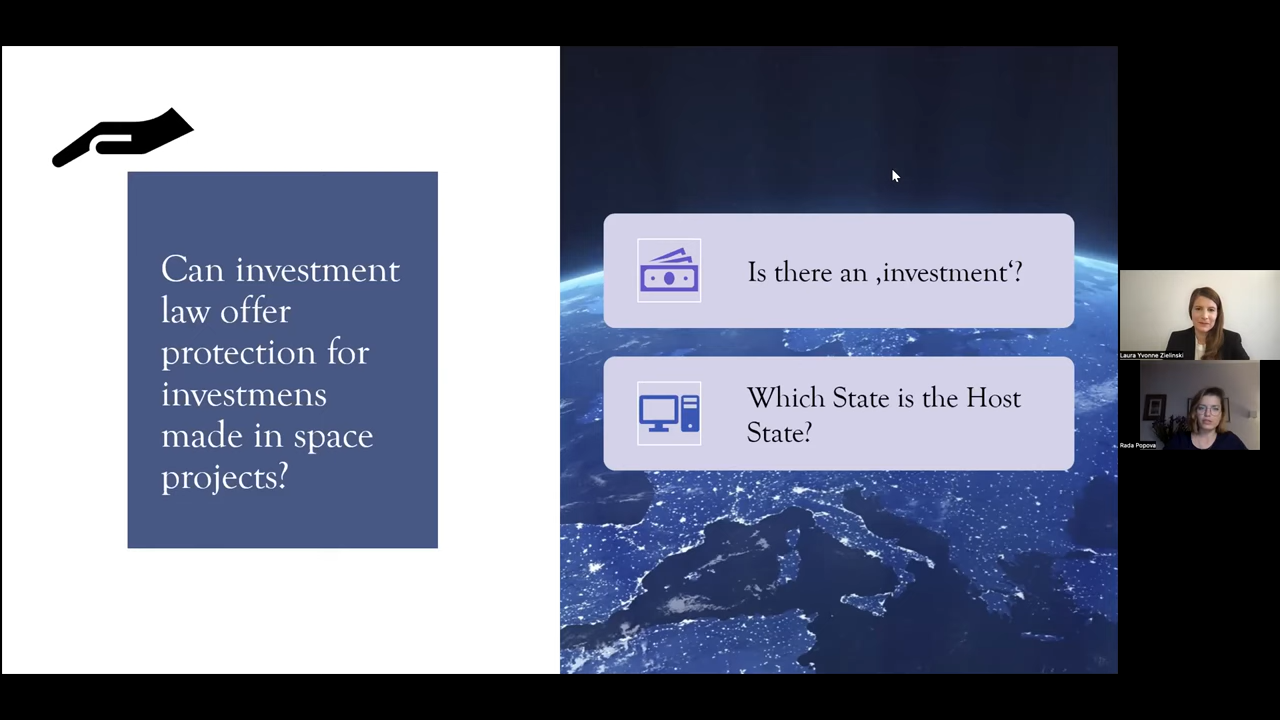 Can investment
law offer
protection for
investmens
made in space
projects?
Is there an ‚investment‘?
Which State is the Host
State?
Laura Yvonne Zielinski
Rada Popova